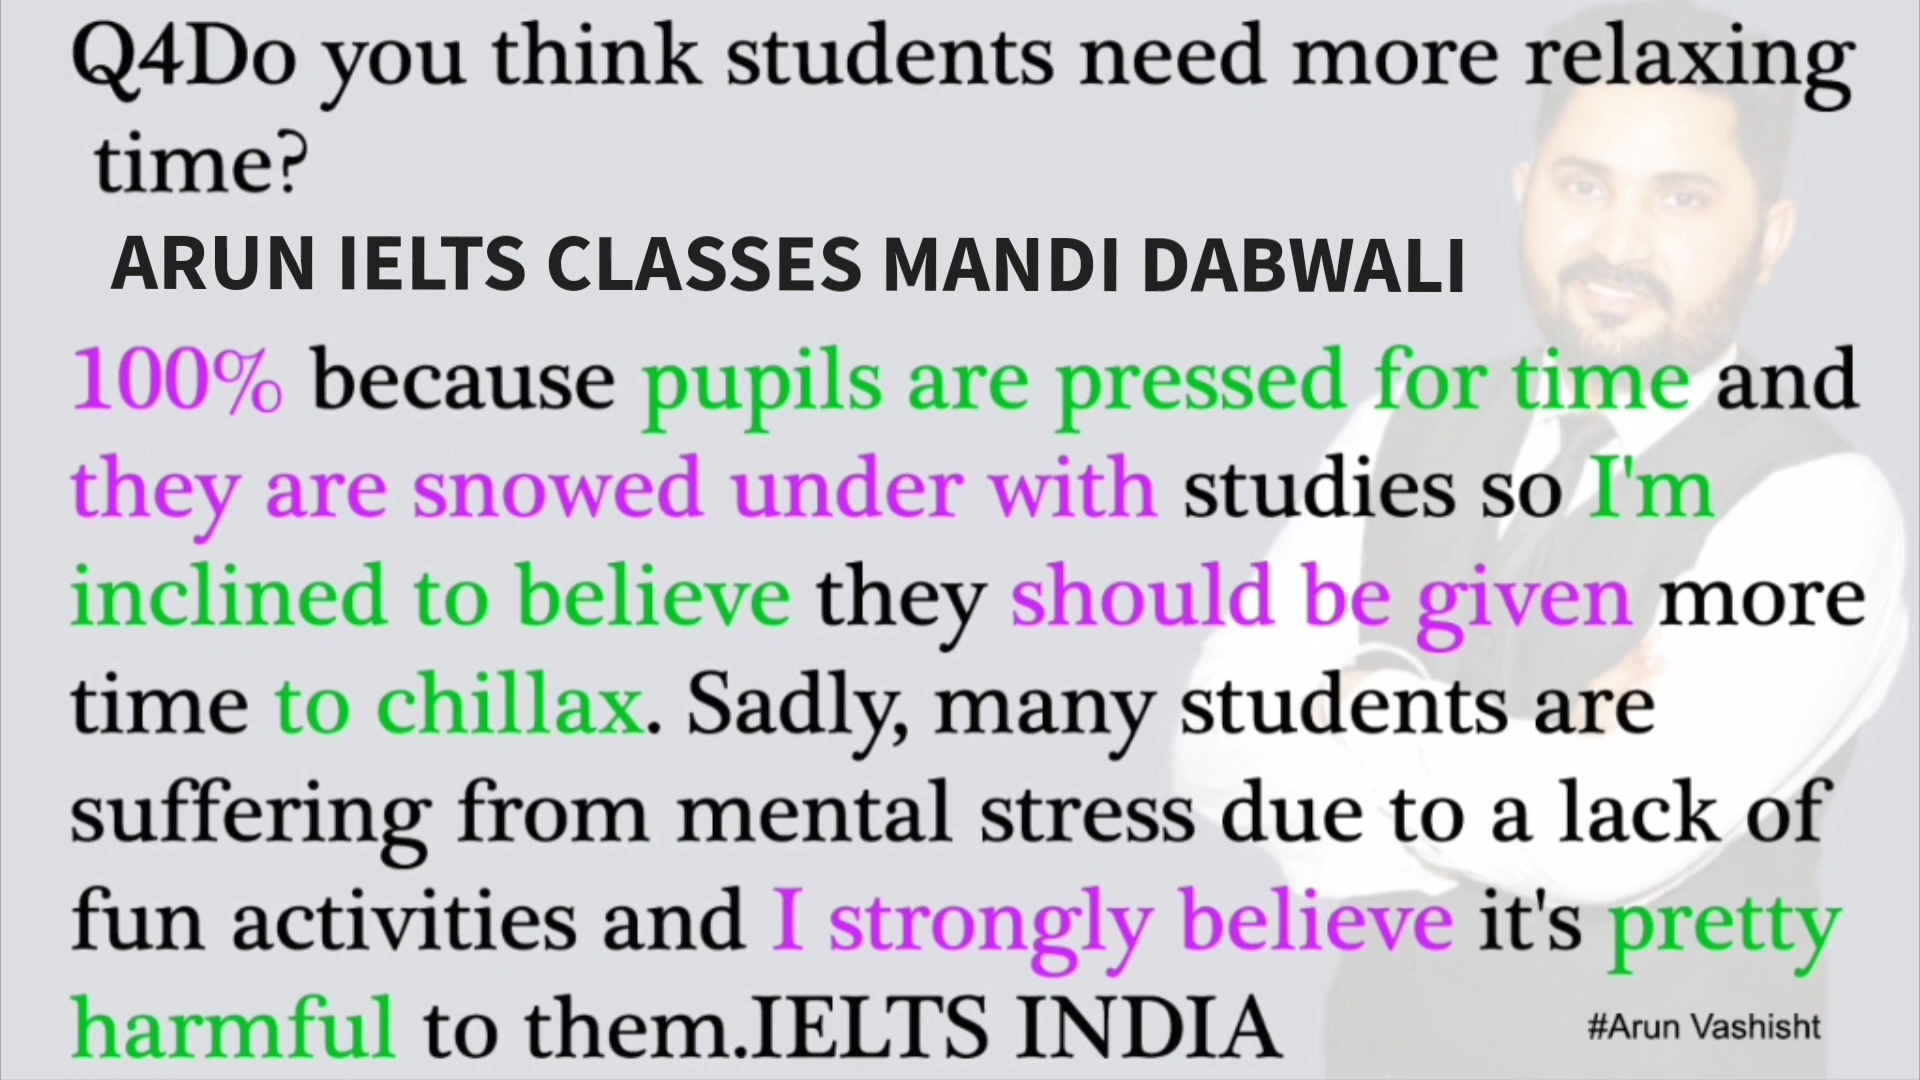 Q4Do you think students need more relaxing
time?
ARUN IELTS CLASSES MANDI DABWALI
100% because pupils are pressed for time and
they are snowed under with studies so I'm
inclined to believe they should be given more
time to chillax. Sadly, many students are
suffering from mental stress due to a lack of
fun activities and I strongly believe it's pretty
harmful to them.IELTS INDIA
#Arun Vashisht